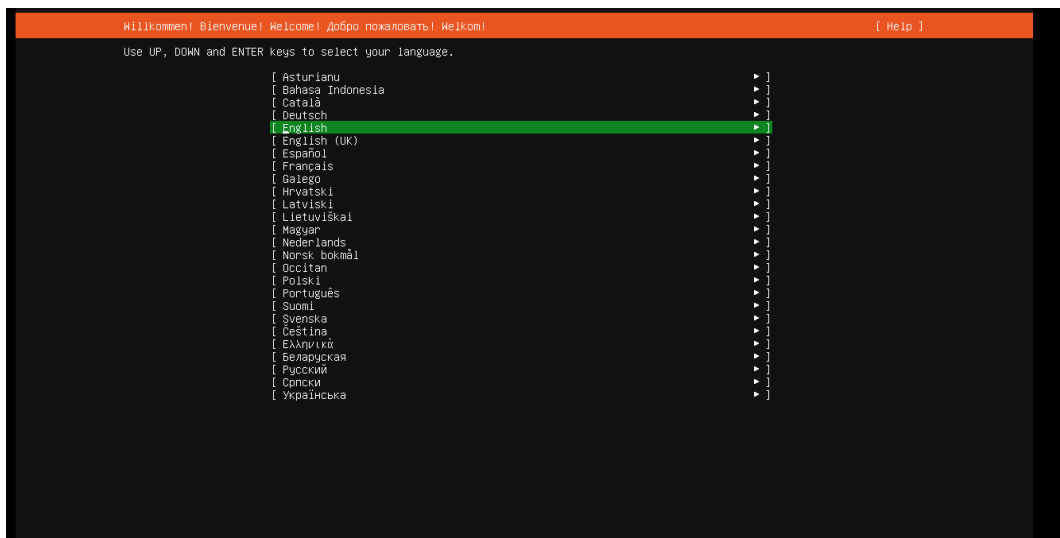 Willkommen! Bienvenue! Welcome! Добро пожаловать! Welkom! [ Help ]
Use UP, DOWN and ENTER keys to select your language.
[ Asturianu ► ]
[ Bahasa Indonesia ► ]
[ Català ► ]
[ Deutsch ► ]
[ English ► ]
[ English (UK) ► ]
[ Español ► ]
[ Français ► ]
[ Galego ► ]
[ Hrvatski ► ]
[ Latviski ► ]
[ Lietuviškai ► ]
[ Magyar ► ]
[ Nederlands ► ]
[ Norsk bokmål ► ]
[ Occitan ► ]
[ Polski ► ]
[ Português ► ]
[ Suomi ► ]
[ Svenska ► ]
[ Čeština ► ]
[ Ελληνικά ► ]
[ Беларуская ► ]
[ Русский ► ]
[ Српски ► ]
[ Українська ► ]